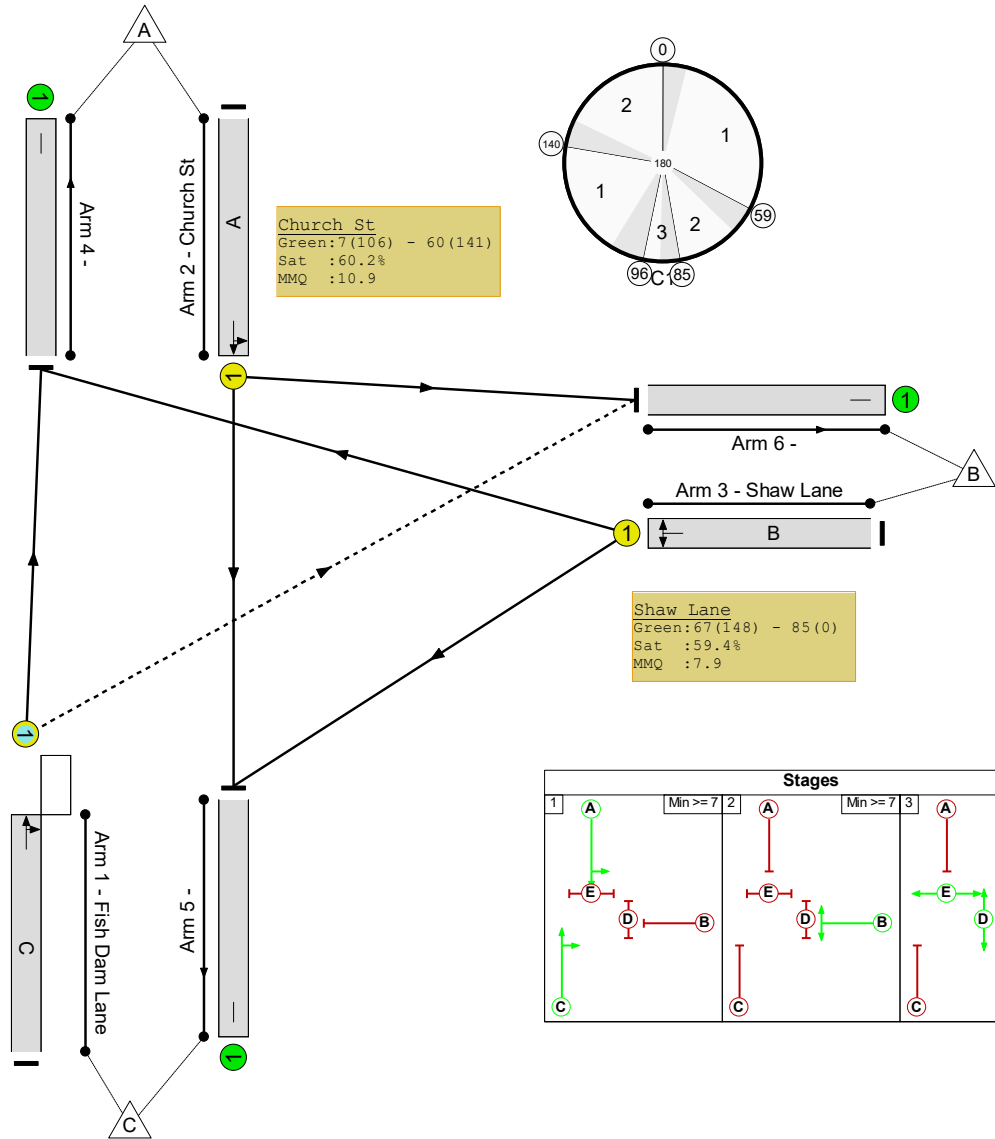 A
0
1
2
2
1
140
180
1
1
59
2
3
96
C1
85
Arm 4 -
Arm 2 - Church St
A
Church St
Green:7(106) - 60(141)
Sat :60.2%
MMQ :10.9
1
1
Arm 6 -
B
Arm 3 - Shaw Lane
1
B
Shaw Lane
Green:67(148) - 85(0)
Sat :59.4%
MMQ :7.9
1
Stages
1
Min >= 7
2
Min >= 7
3
A
A
A
E
E
E
D
B
D
B
D
C
C
C
C
Arm 1 - Fish Dam Lane
Arm 5 -
1
C